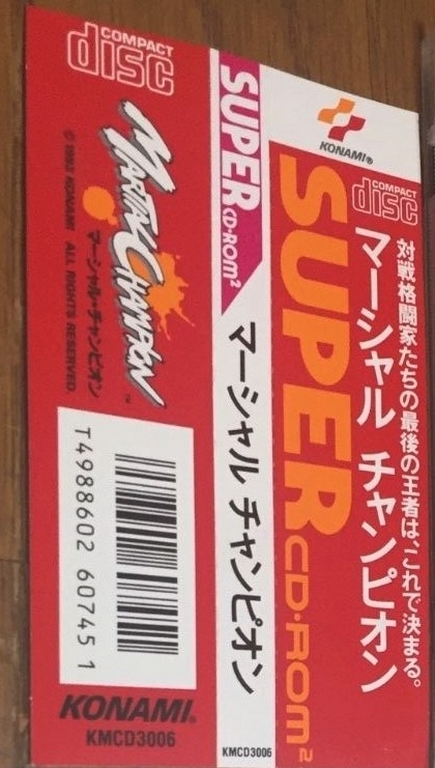 COMPACT
disc
MARTIAL CHAMPION™
マーシャル・チャンピオン
© 1993 KONAMI ALL RIGHTS RESERVED.
T4988602 60745 1
KONAMI®
KMCD3006
SUPER CD-ROM²
マーシャル チャンピオン
KMCD3006
KONAMI®
SUPER CD・ROM²
COMPACT
disc
対戦格闘家たちの最後の王者は、これで決まる。
マーシャル チャンピオン